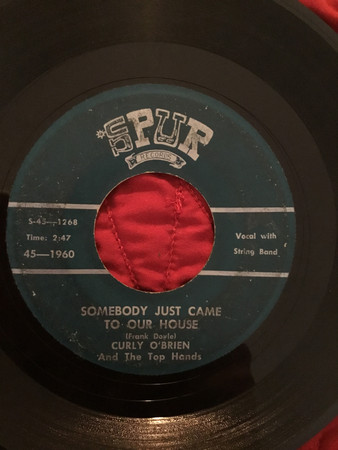 SPUR
RECORDS
S-45—1268
Time: 2:47
45—1960
Vocal with
String Band
SOMEBODY JUST CAME
TO OUR HOUSE
(Frank Doyle)
CURLY O'BRIEN
And The Top Hands